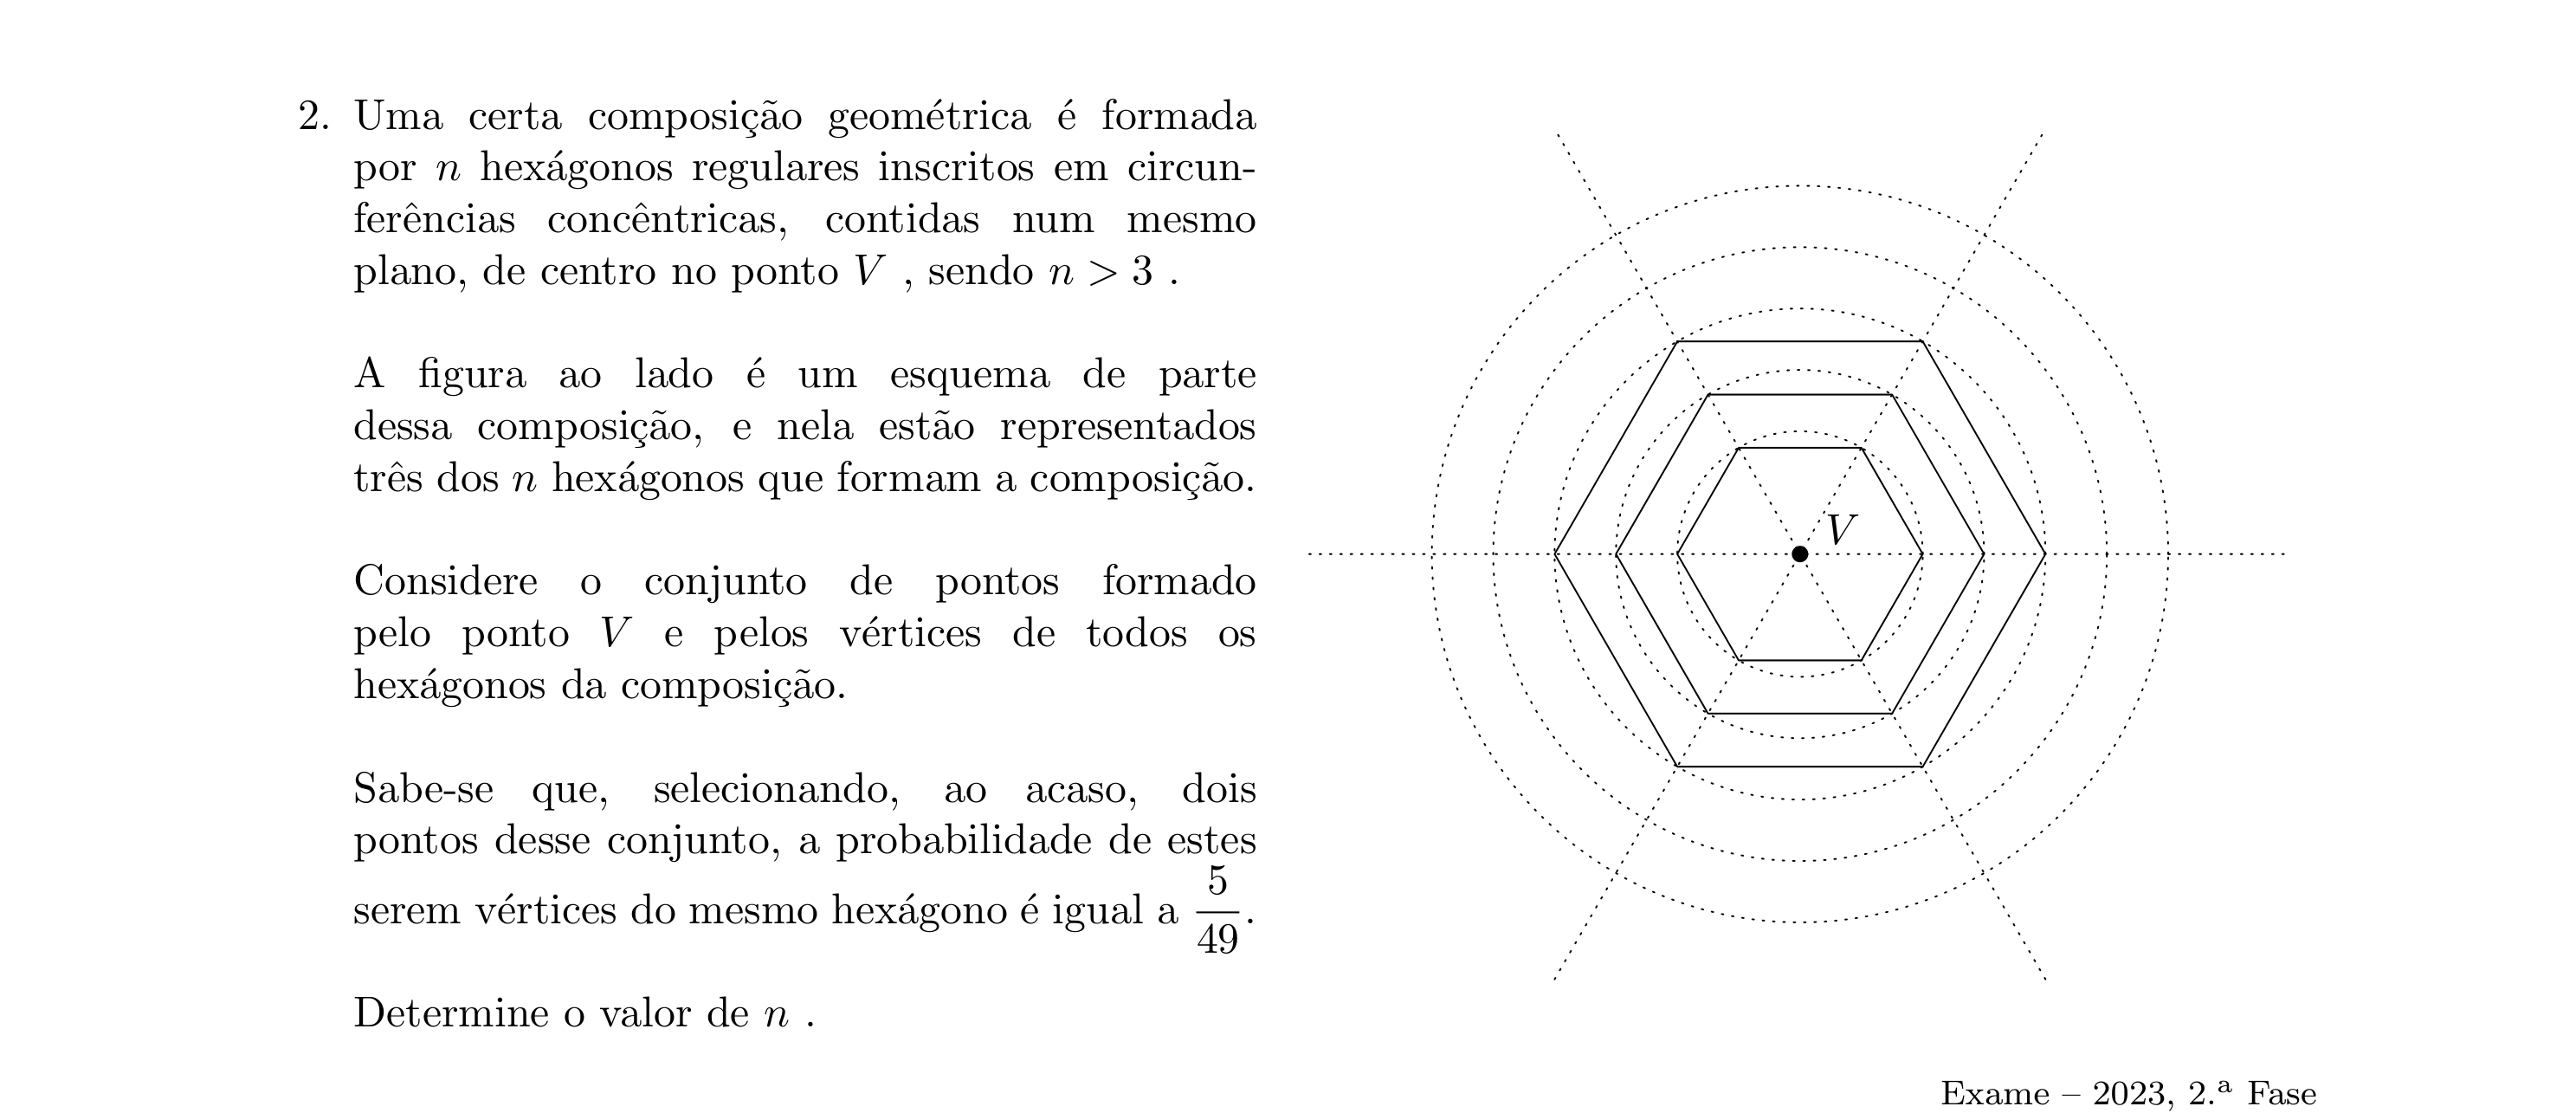 2. Uma certa composição geométrica é formada
por n hexágonos regulares inscritos em circun-
ferências concêntricas, contidas num mesmo
plano, de centro no ponto V , sendo n > 3 .
A figura ao lado é um esquema de parte
dessa composição, e nela estão representados
três dos n hexágonos que formam a composição.
Considere o conjunto de pontos formado
pelo ponto V e pelos vértices de todos os
hexágonos da composição.
Sabe-se que, selecionando, ao acaso, dois
pontos desse conjunto, a probabilidade de estes
serem vértices do mesmo hexágono é igual a 5/49.
Determine o valor de n .
V
Exame – 2023, 2.ª Fase